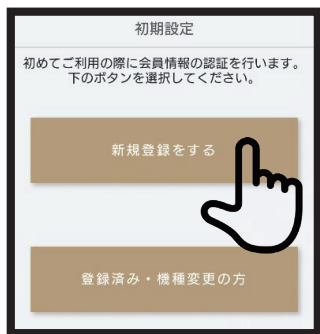 初期設定
初めてご利用の際に会員情報の認証を行います。
下のボタンを選択してください。
新規登録をする
登録済み・機種変更の方